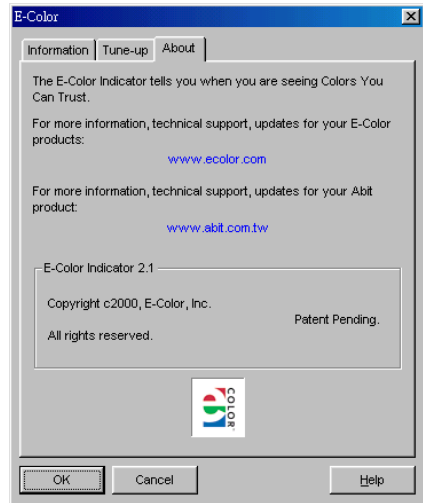 E-Color
Information Tune-up About
The E-Color Indicator tells you when you are seeing Colors You
Can Trust.
For more information, technical support, updates for your E-Color
products:
www.ecolor.com
For more information, technical support, updates for your Abit
product:
www.abit.com.tw
E-Color Indicator 2.1
Copyright c2000, E-Color, Inc.
Patent Pending.
All rights reserved.
COLOR
OK Cancel Help